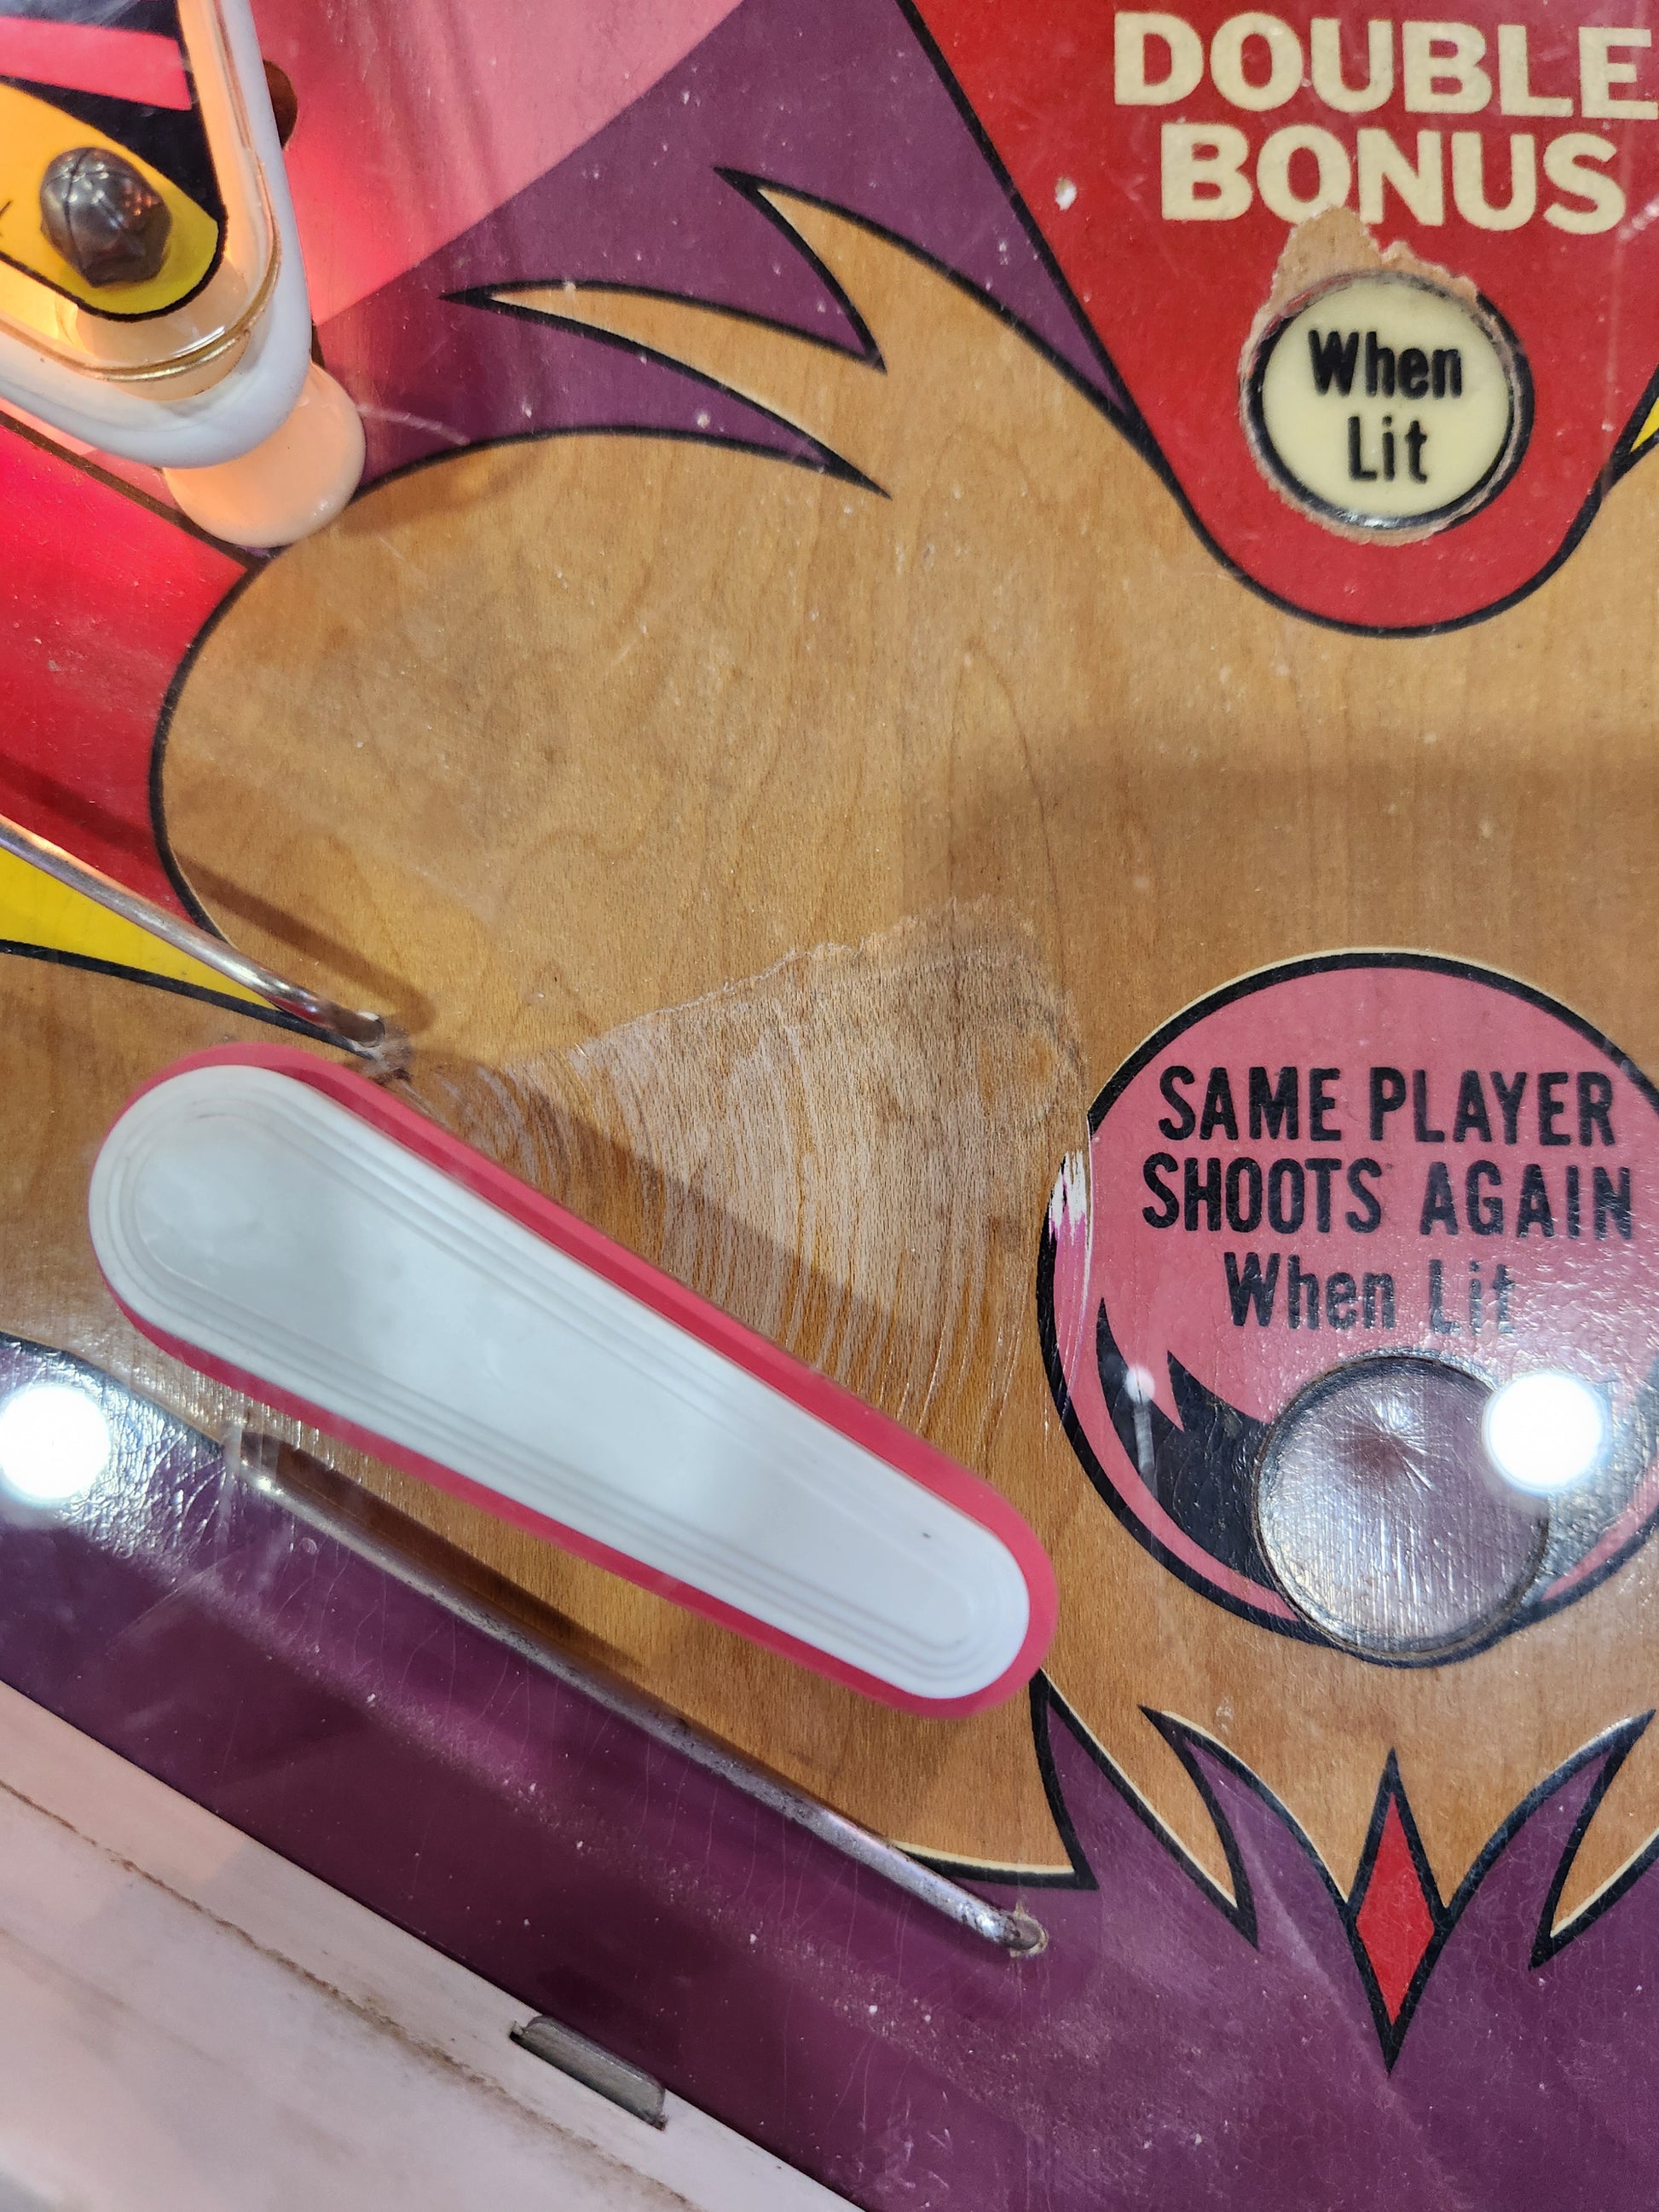 DOUBLE
BONUS
When
Lit
SAME PLAYER
SHOOTS AGAIN
When Lit